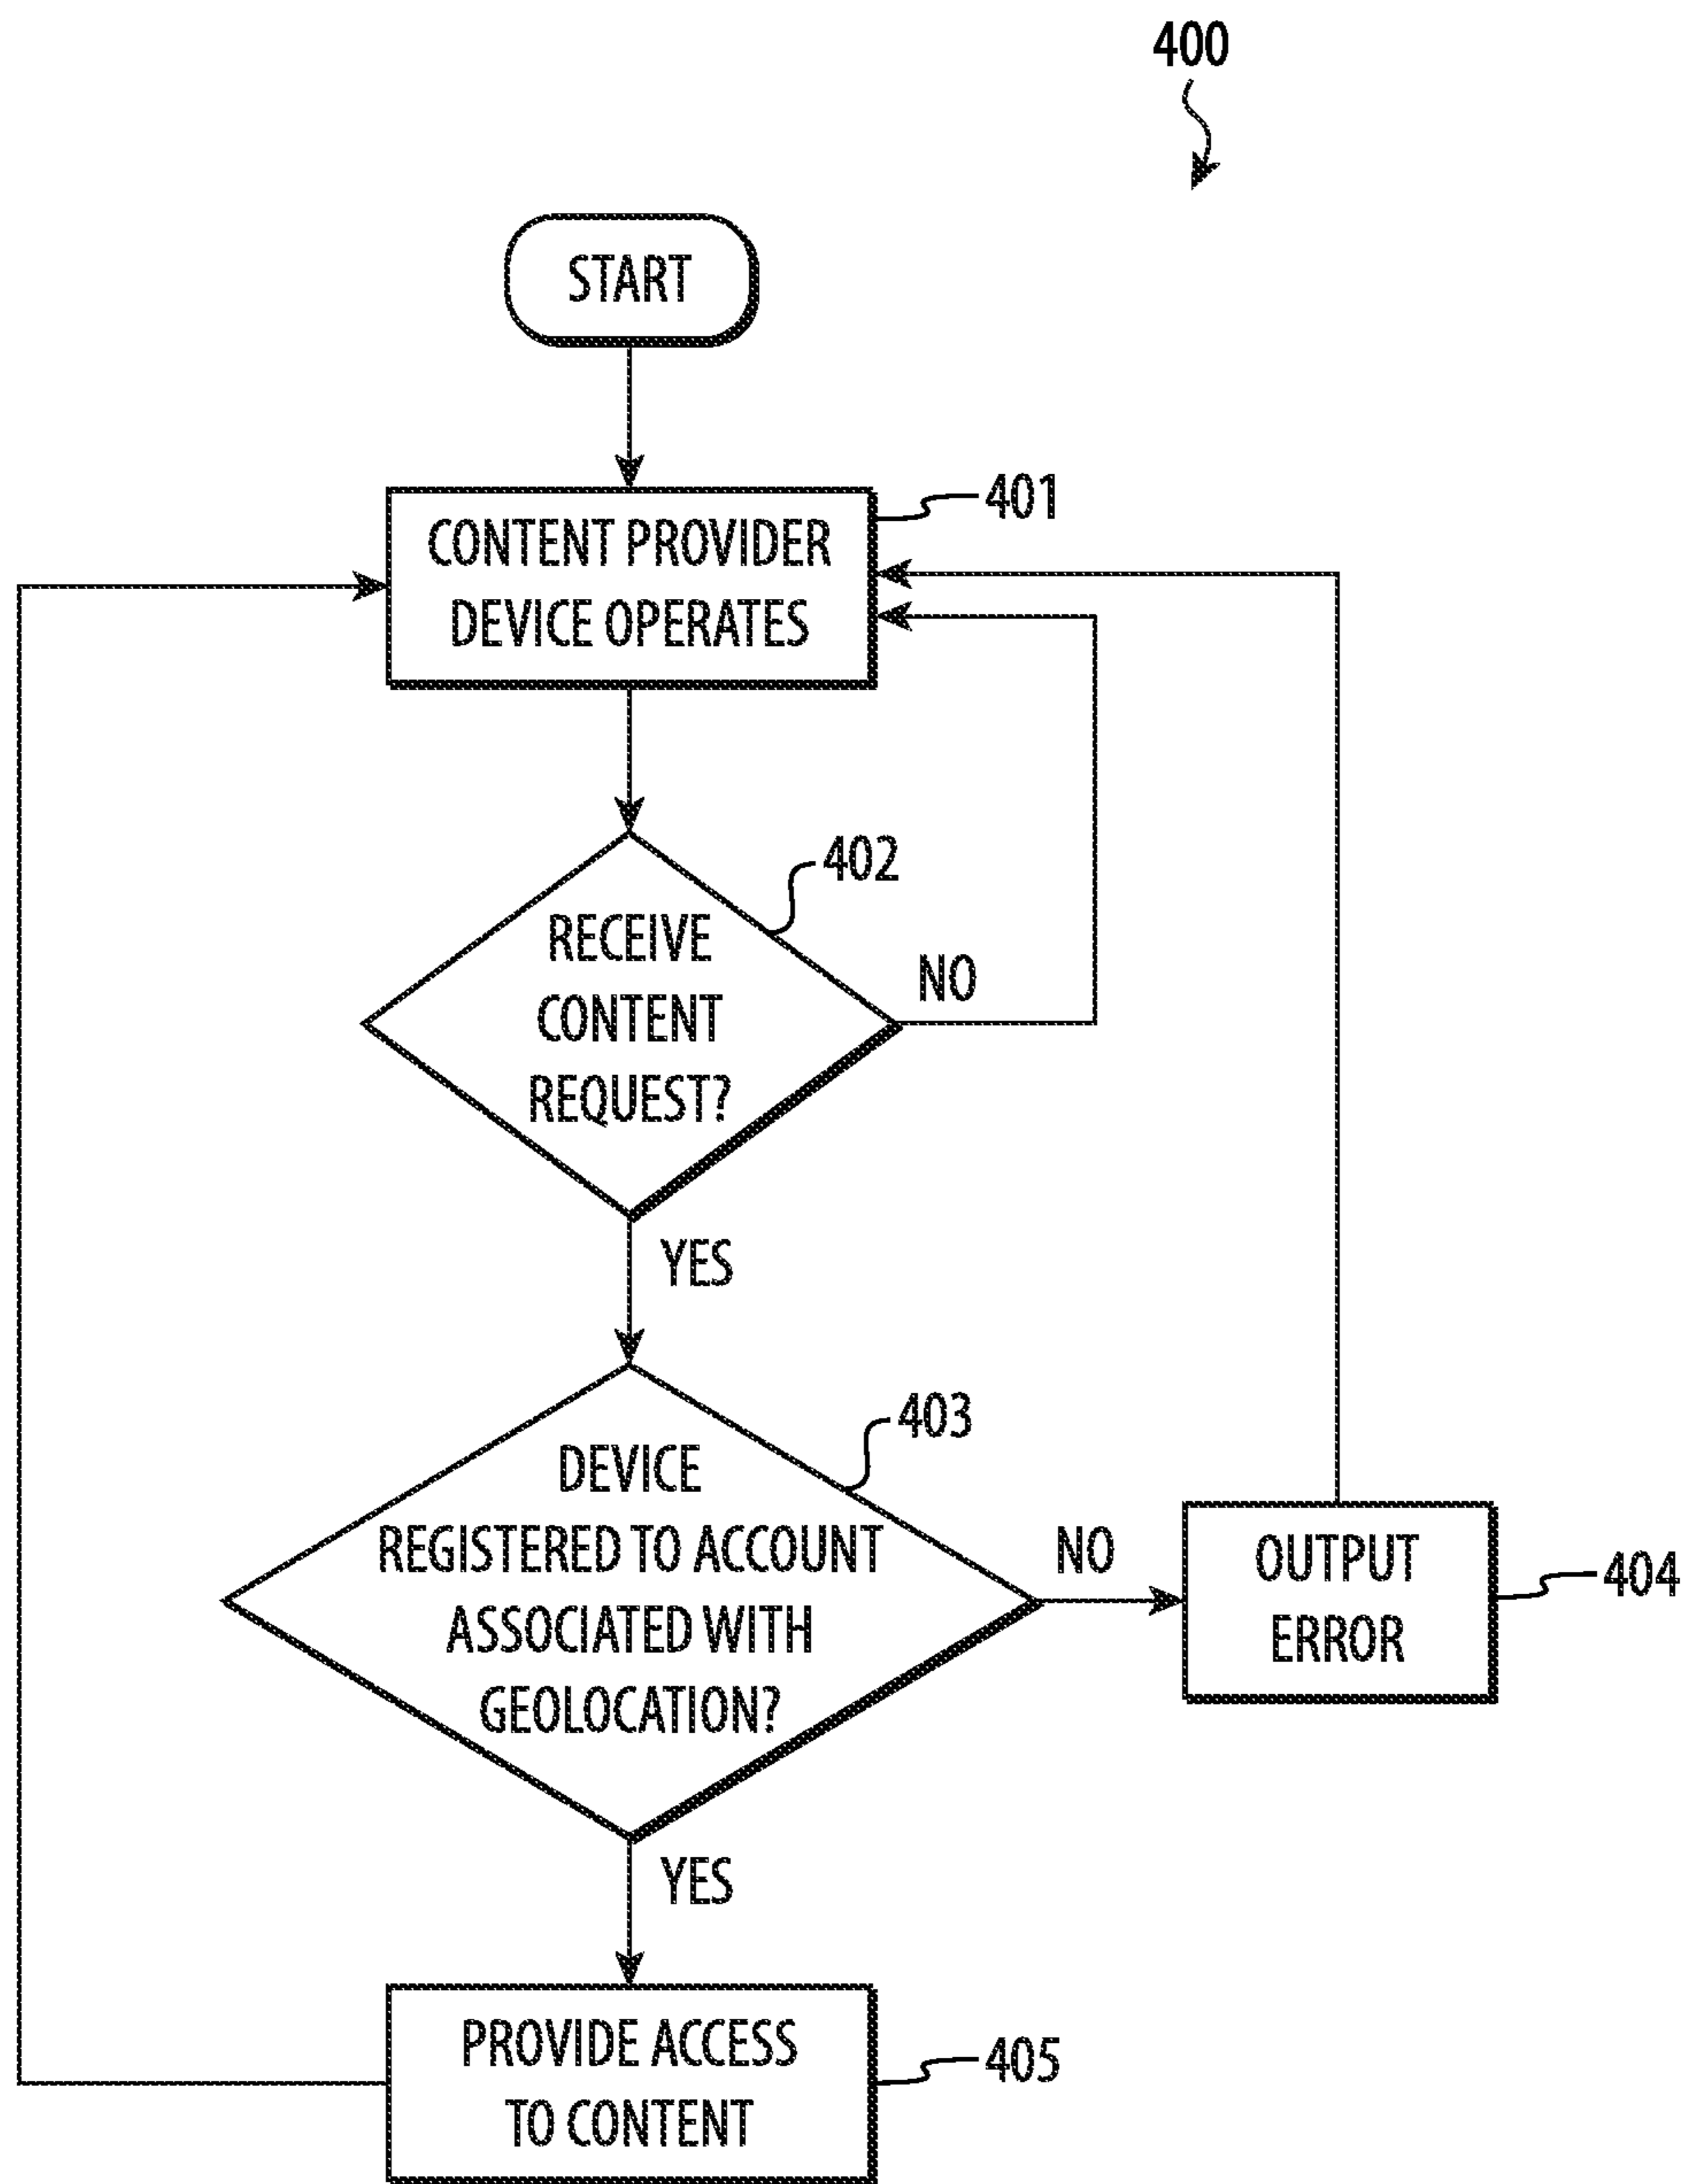 400
START
CONTENT PROVIDER
DEVICE OPERATES
401
402
RECEIVE
CONTENT
REQUEST?
NO
YES
403
DEVICE
REGISTERED TO ACCOUNT
ASSOCIATED WITH
GEOLOCATION?
NO
OUTPUT
ERROR
404
YES
PROVIDE ACCESS
TO CONTENT
405